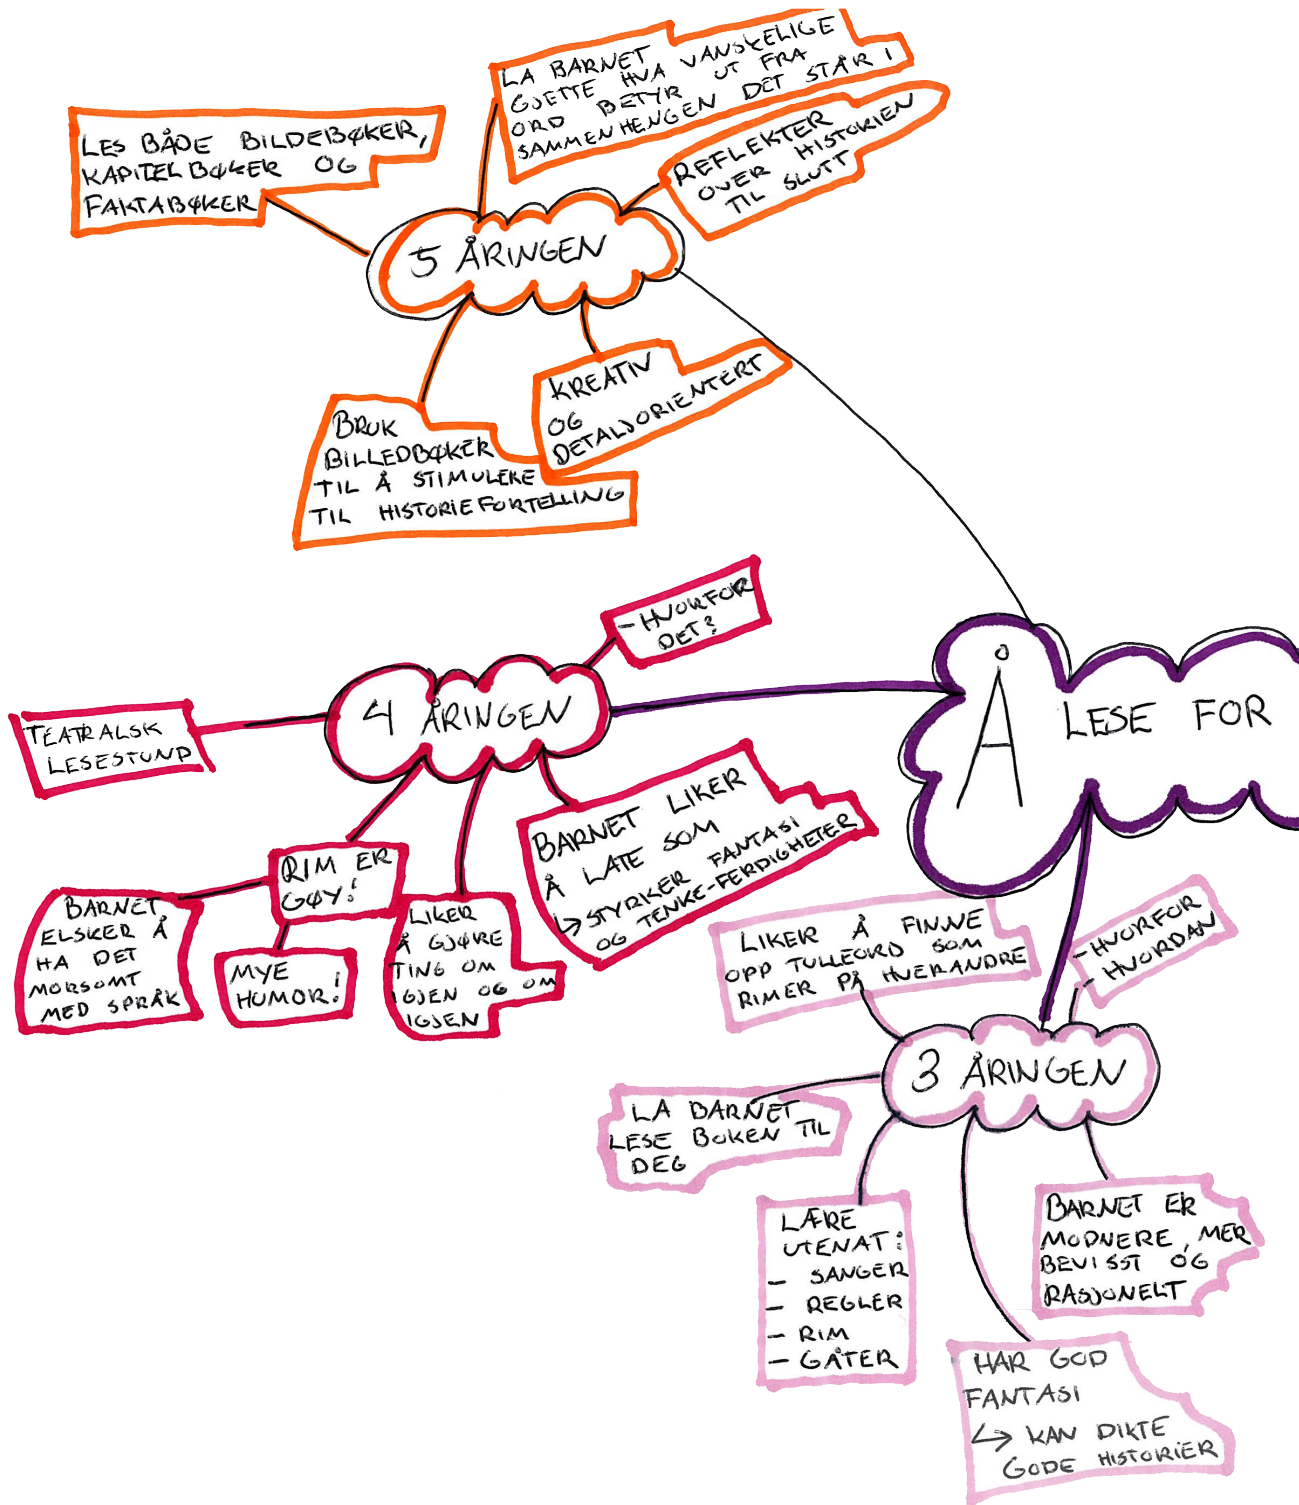 LES BÅDE BILDEBØKER,
KAPITELBØKER OG
FAKTABØKER
LA BARNET
GJETTE HVA VANSKELIGE
ORD BETYR UT FRA
SAMMENHENGEN DET STÅR I
REFLEKTER
OVER HISTORIEN
TIL SLUTT
5 ÅRINGEN
BRUK
BILLEDBØKER
TIL Å STIMULERE
TIL HISTORIEFORTELLING
KREATIV
OG
DETALJORIENTERT
- HVORFOR
DET?
4 ÅRINGEN
TEATRALSK
LESESTUND
RIM ER
GØY!
BARNET
ELSKER Å
HA DET
MORSOMT
MED SPRÅK
MYE
HUMOR!
LIKER
Å GJØRE
TING OM
IGJEN OG OM
IGJEN
BARNET LIKER
Å LATE SOM
↳ STYRKER FANTASI
OG TENKE-FERDIGHETER
Å LESE FOR
LIKER Å FINNE
OPP TULLEORD SOM
RIMER PÅ HVERANDRE
- HVORFOR
- HVORDAN
3 ÅRINGEN
LA BARNET
LESE BOKEN TIL
DEG
LÆRE
UTENAT:
- SANGER
- REGLER
- RIM
- GÅTER
BARNET ER
MODNERE, MER
BEVISST OG
RASJONELT
HAR GOD
FANTASI
↳ KAN DIKTE
GODE HISTORIER